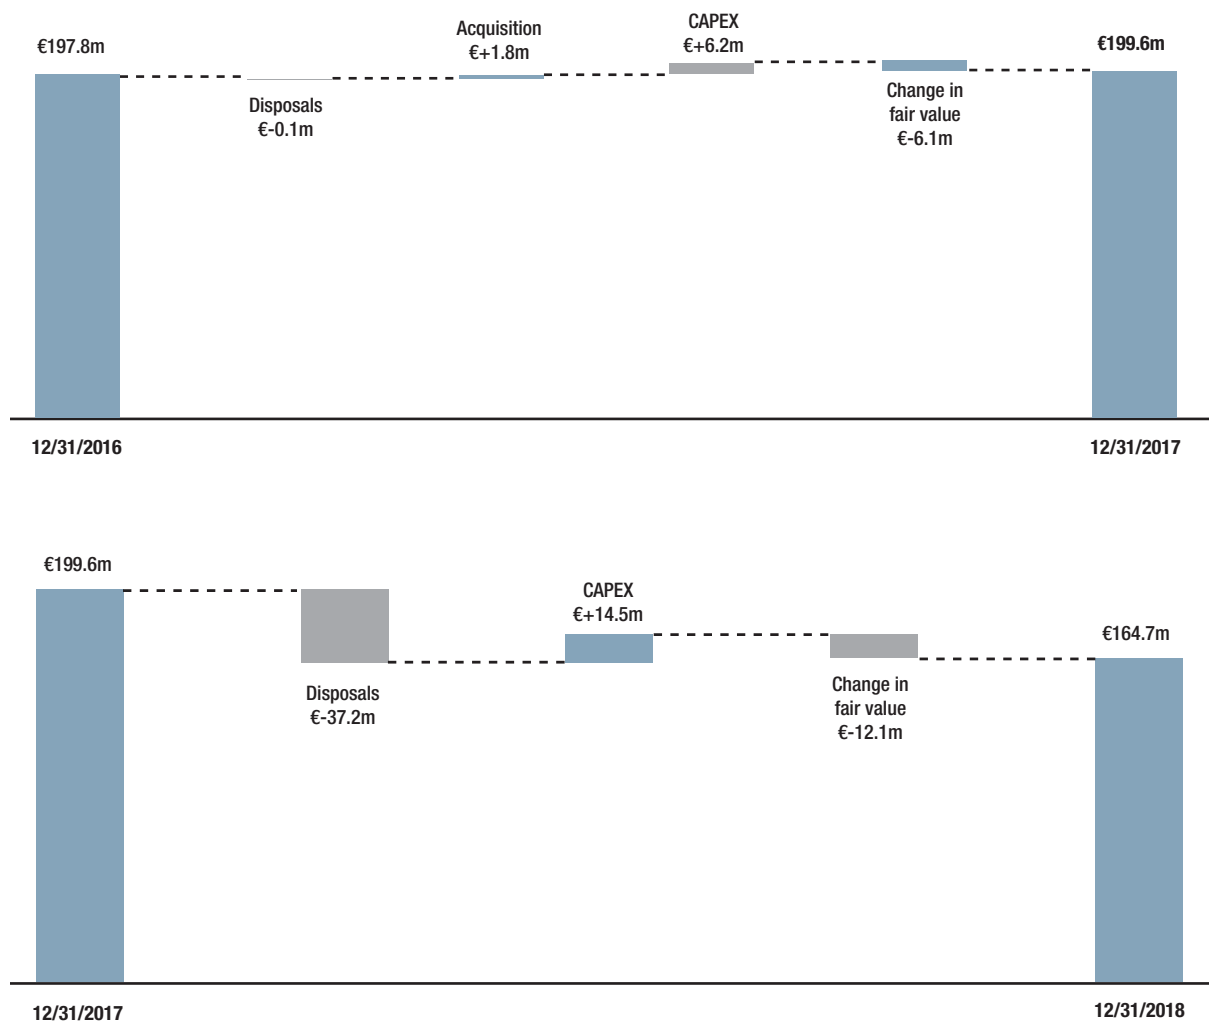 €197.8m
Disposals
€-0.1m
Acquisition
€+1.8m
CAPEX
€+6.2m
Change in
fair value
€-6.1m
€199.6m
12/31/2016
12/31/2017
€199.6m
Disposals
€-37.2m
CAPEX
€+14.5m
Change in
fair value
€-12.1m
€164.7m
12/31/2017
12/31/2018